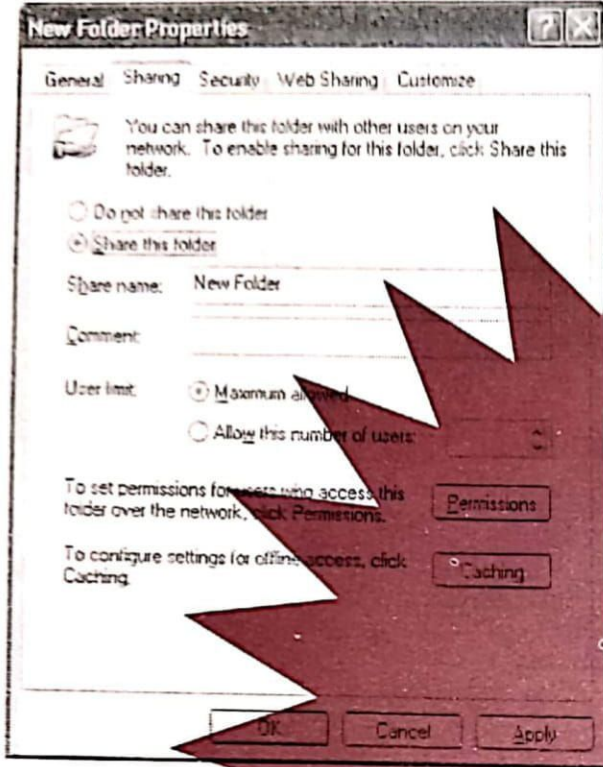 New Folder Properties
General Sharing Security Web Sharing Customize
You can share this folder with other users on your
network. To enable sharing for this folder, click Share this
folder.
Do not share this folder
Share this folder
Share name: New Folder
Comment:
User limit: Maximum allowed
Allow this number of users:
To set permissions for users who access this
folder over the network, click Permissions.
Permissions
To configure settings for offline access, click
Caching.
Caching
OK Cancel Apply